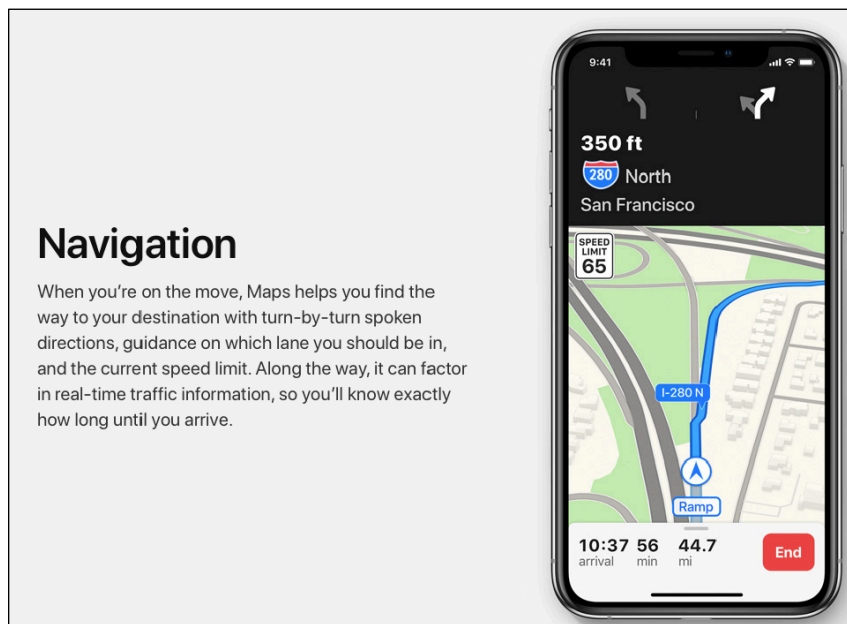 Navigation
When you’re on the move, Maps helps you find the
way to your destination with turn-by-turn spoken
directions, guidance on which lane you should be in,
and the current speed limit. Along the way, it can factor
in real-time traffic information, so you’ll know exactly
how long until you arrive.
9:41
350 ft
280 North
San Francisco
SPEED
LIMIT
65
I-280 N
Ramp
10:37 56 44.7
arrival min mi
End